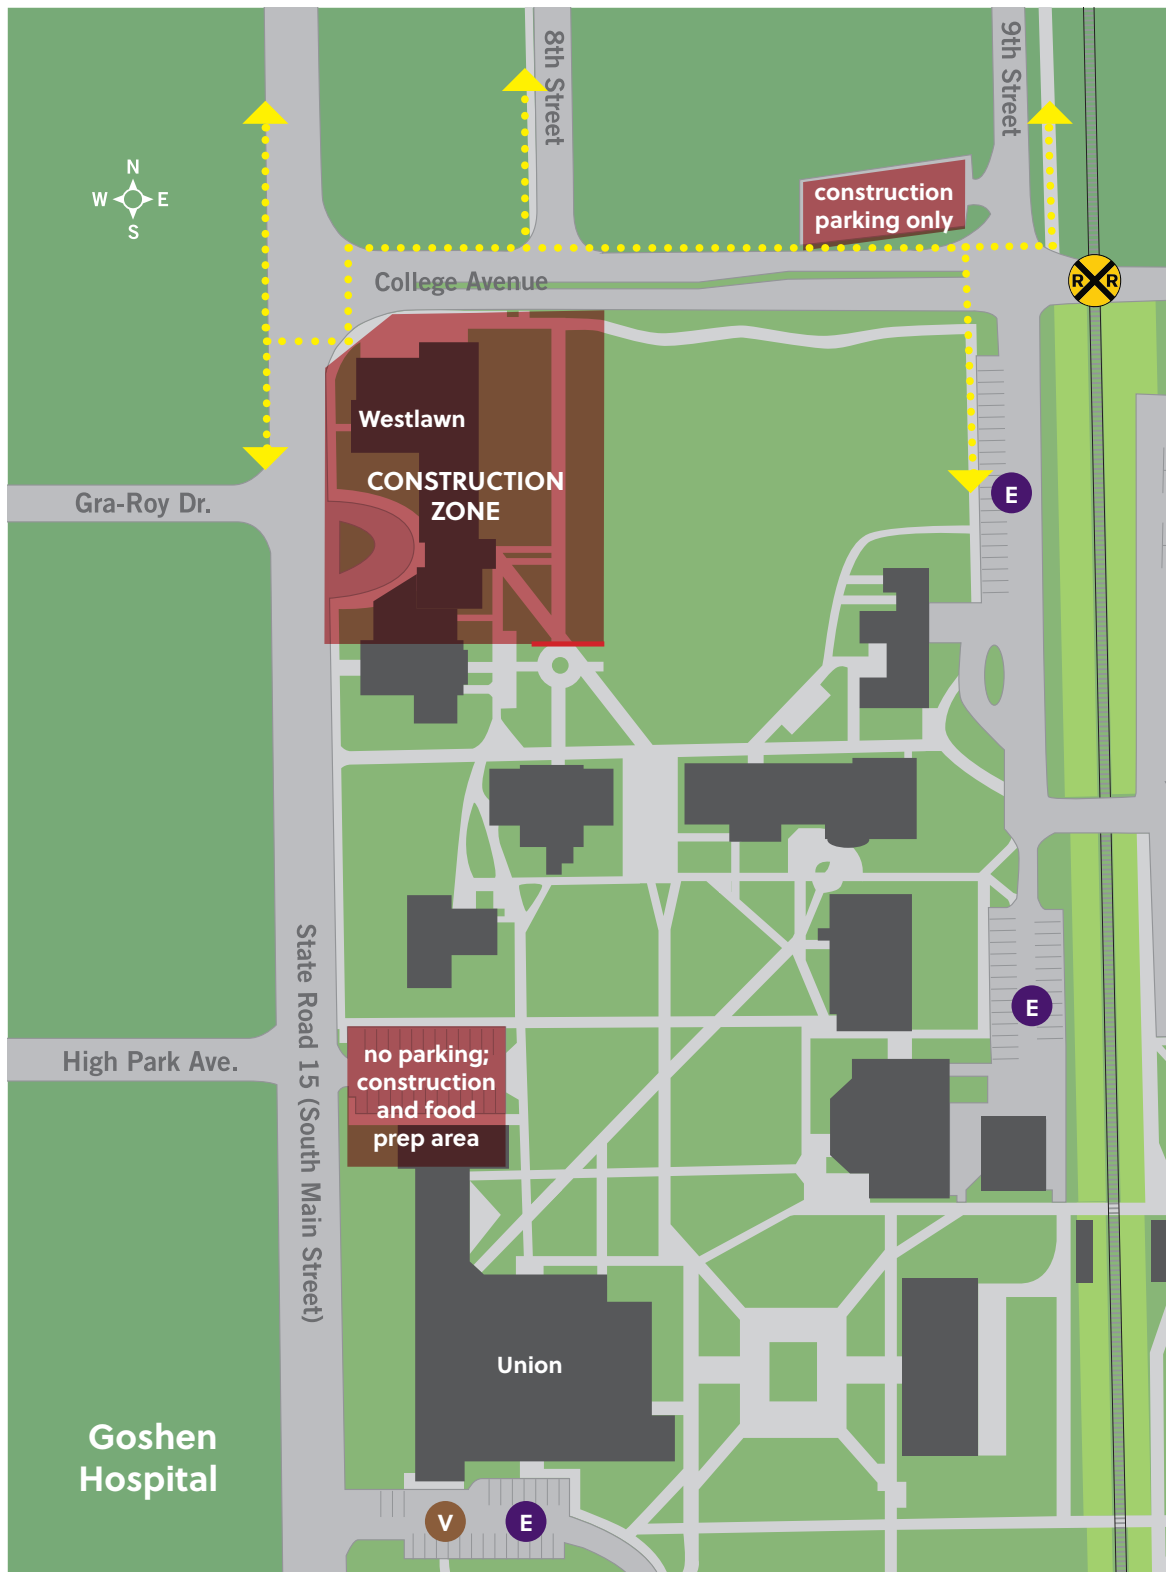 8th Street
9th Street
N
W E
S
construction
parking only
College Avenue
R R
Westlawn
CONSTRUCTION
ZONE
E
Gra-Roy Dr.
State Road 15 (South Main Street)
E
High Park Ave.
no parking;
construction
and food
prep area
Union
Goshen
Hospital
V
E